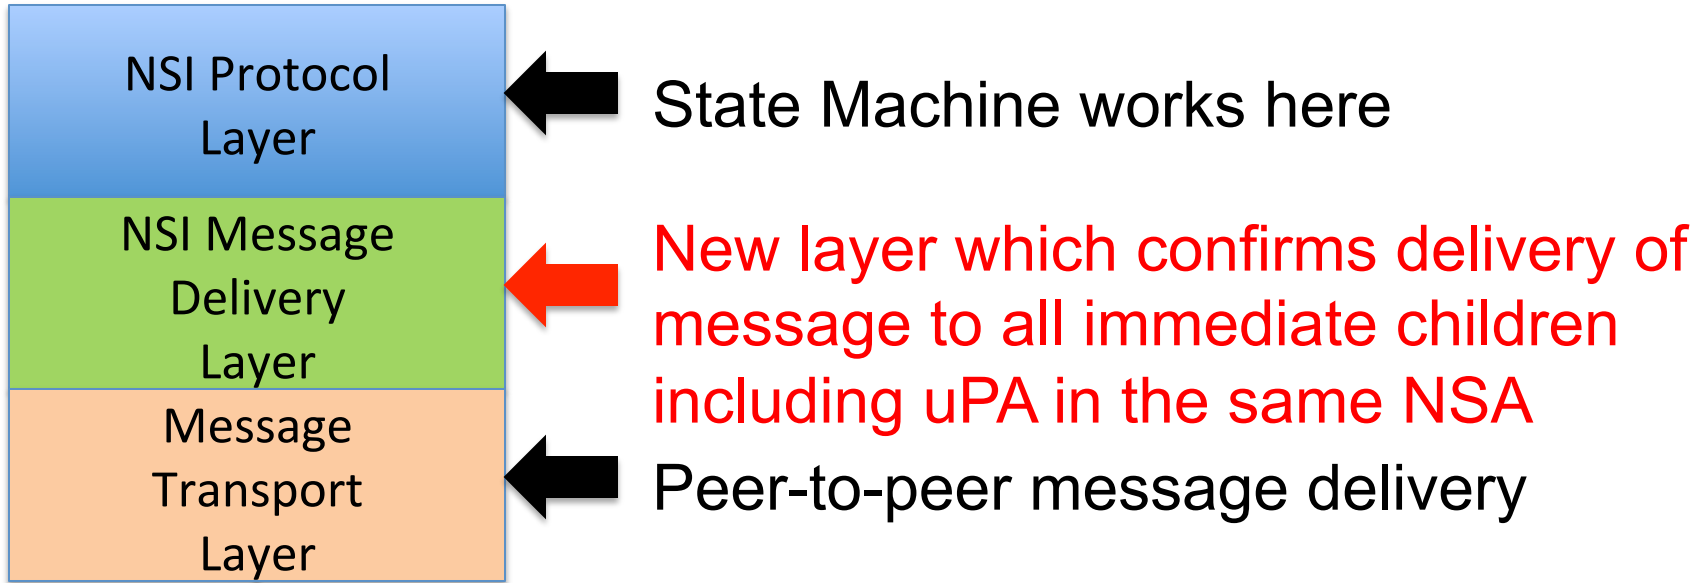 NSI Protocol
Layer
State Machine works here
NSI Message
Delivery
Layer
New layer which confirms delivery of
message to all immediate children
including uPA in the same NSA
Message
Transport
Layer
Peer-to-peer message delivery